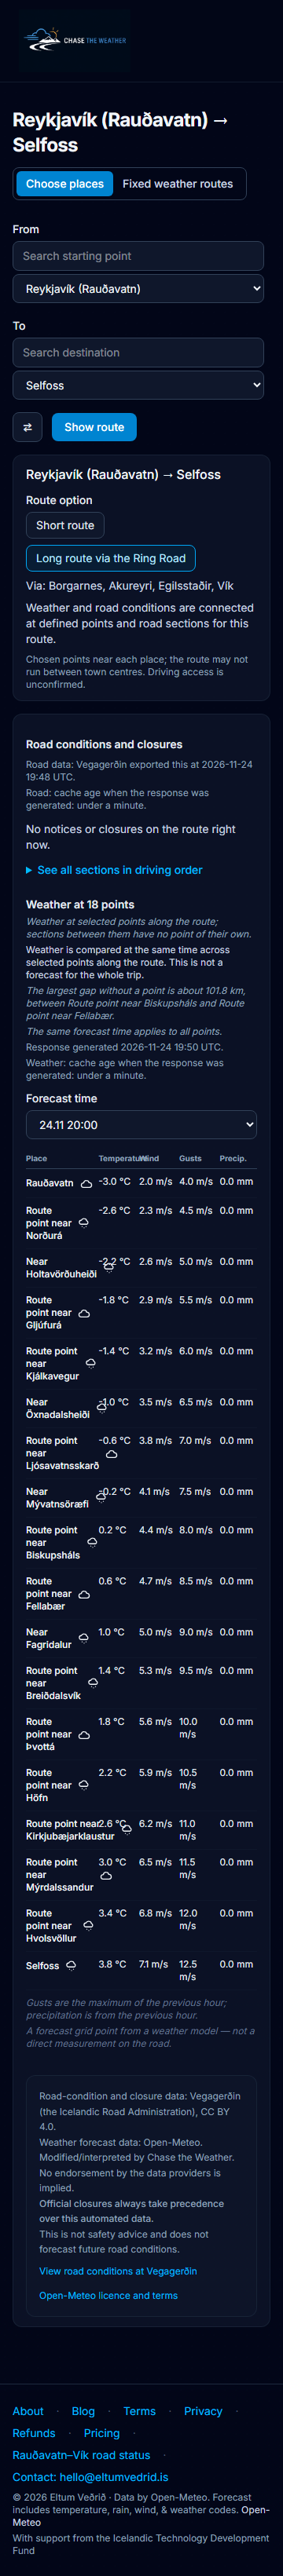 CHASE THE WEATHER
Reykjavík (Rauðavatn) →
Selfoss
Choose places
Fixed weather routes
From
Search starting point
Reykjavík (Rauðavatn)
To
Search destination
Selfoss
⇄
Show route
Reykjavík (Rauðavatn) → Selfoss
Route option
Short route
Long route via the Ring Road
Via: Borgarnes, Akureyri, Egilsstaðir, Vík
Weather and road conditions are connected
at defined points and road sections for this
route.
Chosen points near each place; the route may not
run between town centres. Driving access is
unconfirmed.
Road conditions and closures
Road data: Vegagerðin exported this at 2026-11-24
19:48 UTC.
Road: cache age when the response was
generated: under a minute.
No notices or closures on the route right
now.
▶ See all sections in driving order
Weather at 18 points
Weather at selected points along the route;
sections between them have no point of their own.
Weather is compared at the same time across
selected points along the route. This is not a
forecast for the whole trip.
The largest gap without a point is about 101.8 km,
between Route point near Biskupsháls and Route
point near Fellabær.
The same forecast time applies to all points.
Response generated 2026-11-24 19:50 UTC.
Weather: cache age when the response was
generated: under a minute.
Forecast time
24.11 20:00
Place Temperature Wind Gusts Precip.
Rauðavatn -3.0 °C 2.0 m/s 4.0 m/s 0.0 mm
Route
point near
Norðurá -2.6 °C 2.3 m/s 4.5 m/s 0.0 mm
Near
Holtavörðuheiði -2.2 °C 2.6 m/s 5.0 m/s 0.0 mm
Route
point near
Gljúfurá -1.8 °C 2.9 m/s 5.5 m/s 0.0 mm
Route point
near
Kjálkavegur -1.4 °C 3.2 m/s 6.0 m/s 0.0 mm
Near
Öxnadalsheiði -1.0 °C 3.5 m/s 6.5 m/s 0.0 mm
Route point
near
Ljósavatnsskarð -0.6 °C 3.8 m/s 7.0 m/s 0.0 mm
Near
Mývatnsöræfi -0.2 °C 4.1 m/s 7.5 m/s 0.0 mm
Route point
near
Biskupsháls 0.2 °C 4.4 m/s 8.0 m/s 0.0 mm
Route
point near
Fellabær 0.6 °C 4.7 m/s 8.5 m/s 0.0 mm
Near
Fagridalur 1.0 °C 5.0 m/s 9.0 m/s 0.0 mm
Route point
near
Breiðdalsvík 1.4 °C 5.3 m/s 9.5 m/s 0.0 mm
Route
point near
Þvottá 1.8 °C 5.6 m/s 10.0 m/s 0.0 mm
Route
point near
Höfn 2.2 °C 5.9 m/s 10.5 m/s 0.0 mm
Route point near
Kirkjubæjarklaustur 2.6 °C 6.2 m/s 11.0 m/s 0.0 mm
Route point
near
Mýrdalssandur 3.0 °C 6.5 m/s 11.5 m/s 0.0 mm
Route
point near
Hvolsvöllur 3.4 °C 6.8 m/s 12.0 m/s 0.0 mm
Selfoss 3.8 °C 7.1 m/s 12.5 m/s 0.0 mm
Gusts are the maximum of the previous hour;
precipitation is from the previous hour.
A forecast grid point from a weather model — not a
direct measurement on the road.
Road-condition and closure data: Vegagerðin
(the Icelandic Road Administration), CC BY
4.0.
Weather forecast data: Open-Meteo.
Modified/interpreted by Chase the Weather.
No endorsement by the data providers is
implied.
Official closures always take precedence
over this automated data.
This is not safety advice and does not
forecast future road conditions.
View road conditions at Vegagerðin
Open-Meteo licence and terms
About · Blog · Terms · Privacy ·
Refunds · Pricing ·
Rauðavatn–Vík road status ·
Contact: hello@eltumvedrid.is
© 2026 Eltum Veðrið · Data by Open-Meteo. Forecast
includes temperature, rain, wind, & weather codes. Open-
Meteo
With support from the Icelandic Technology Development
Fund